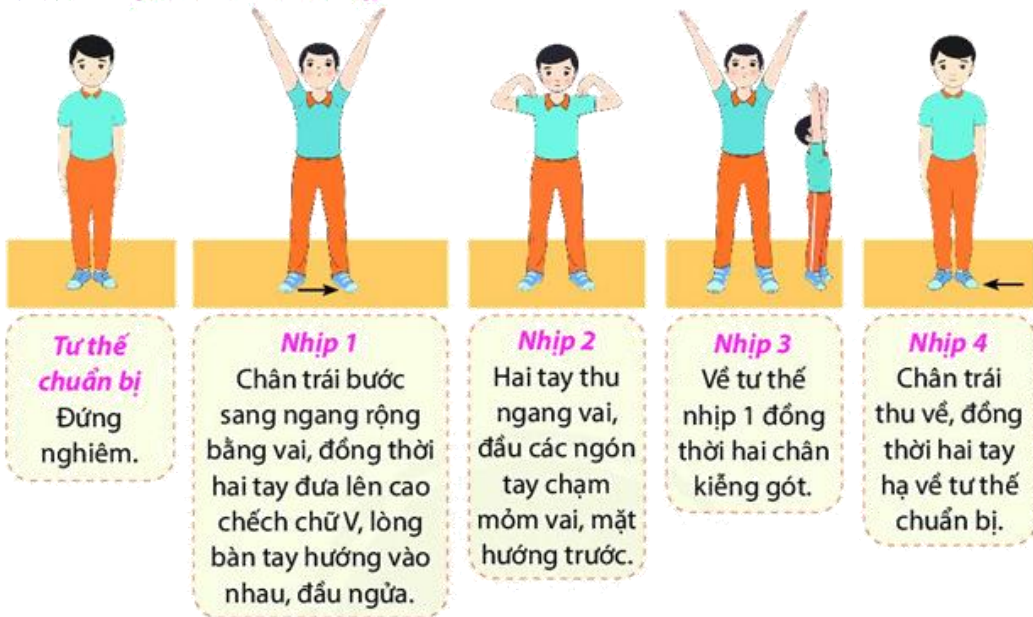 Tư thế
chuẩn bị
Đứng
nghiêm.
Nhịp 1
Chân trái bước
sang ngang rộng
bằng vai, đồng thời
hai tay đưa lên cao
chếch chữ V, lòng
bàn tay hướng vào
nhau, đầu ngửa.
Nhịp 2
Hai tay thu
ngang vai,
đầu các ngón
tay chạm
mỏm vai, mặt
hướng trước.
Nhịp 3
Về tư thế
nhịp 1 đồng
thời hai chân
kiễng gót.
Nhịp 4
Chân trái
thu về, đồng
thời hai tay
hạ về tư thế
chuẩn bị.